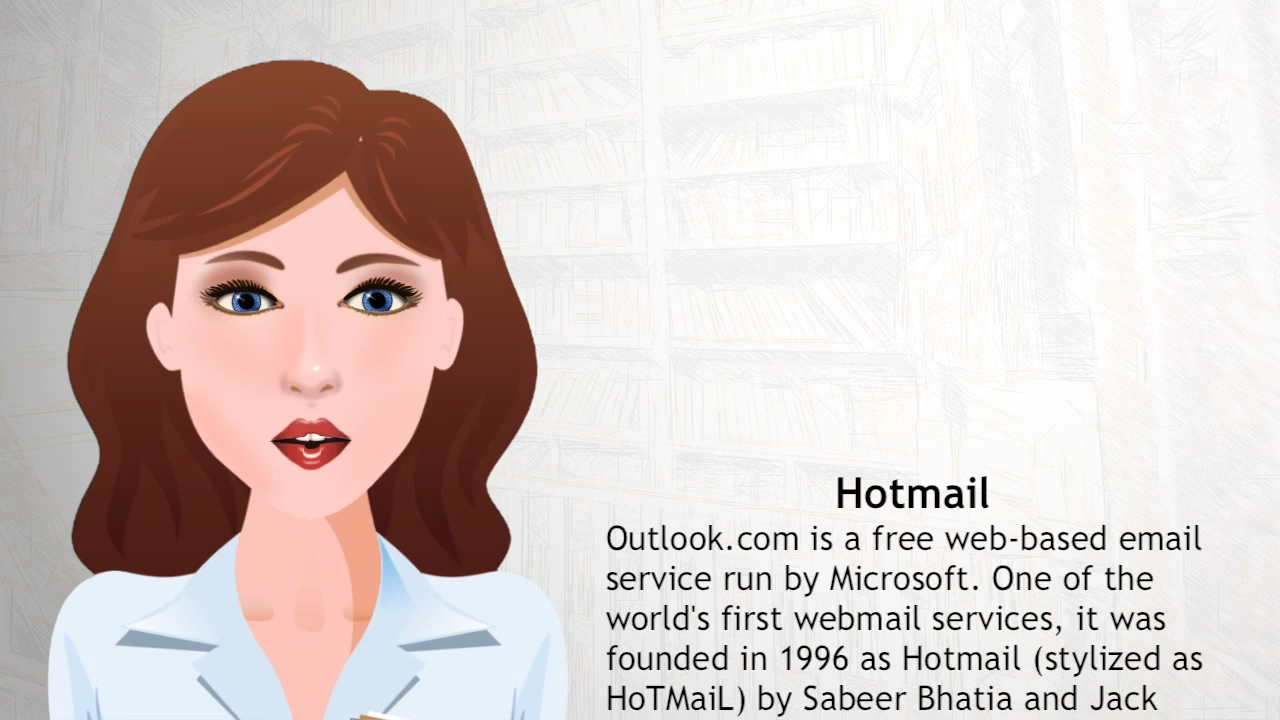 Hotmail
Outlook.com is a free web-based email
service run by Microsoft. One of the
world's first webmail services, it was
founded in 1996 as Hotmail (stylized as
HoTMaiL) by Sabeer Bhatia and Jack